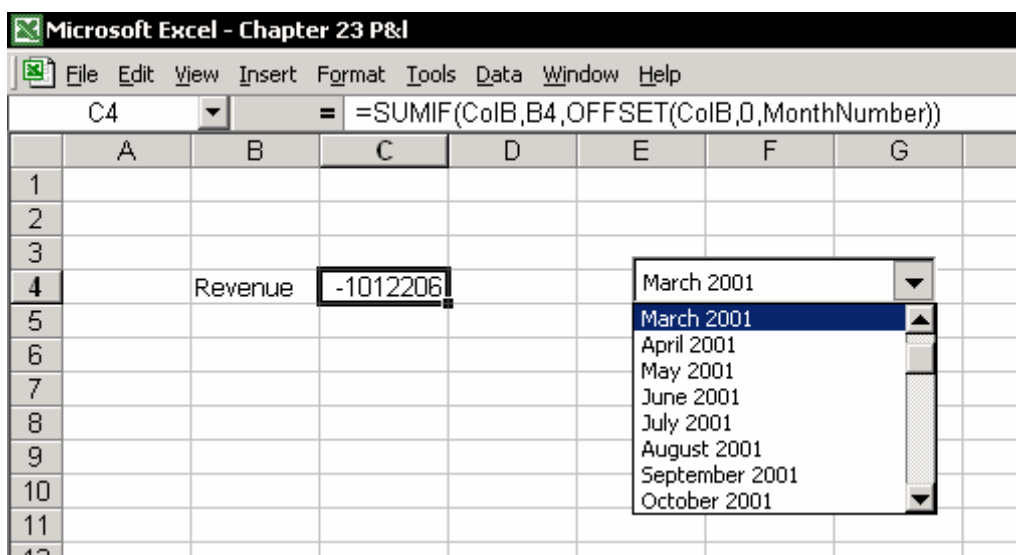 Microsoft Excel - Chapter 23 P&l
File Edit View Insert Format Tools Data Window Help
C4 = =SUMIF(ColB,B4,OFFSET(ColB,0,MonthNumber))
A B C D E F G
1
2
3
4 Revenue -1012206 March 2001
5 March 2001
6 April 2001
7 May 2001
June 2001
8 July 2001
9 August 2001
10 September 2001
October 2001
11
12